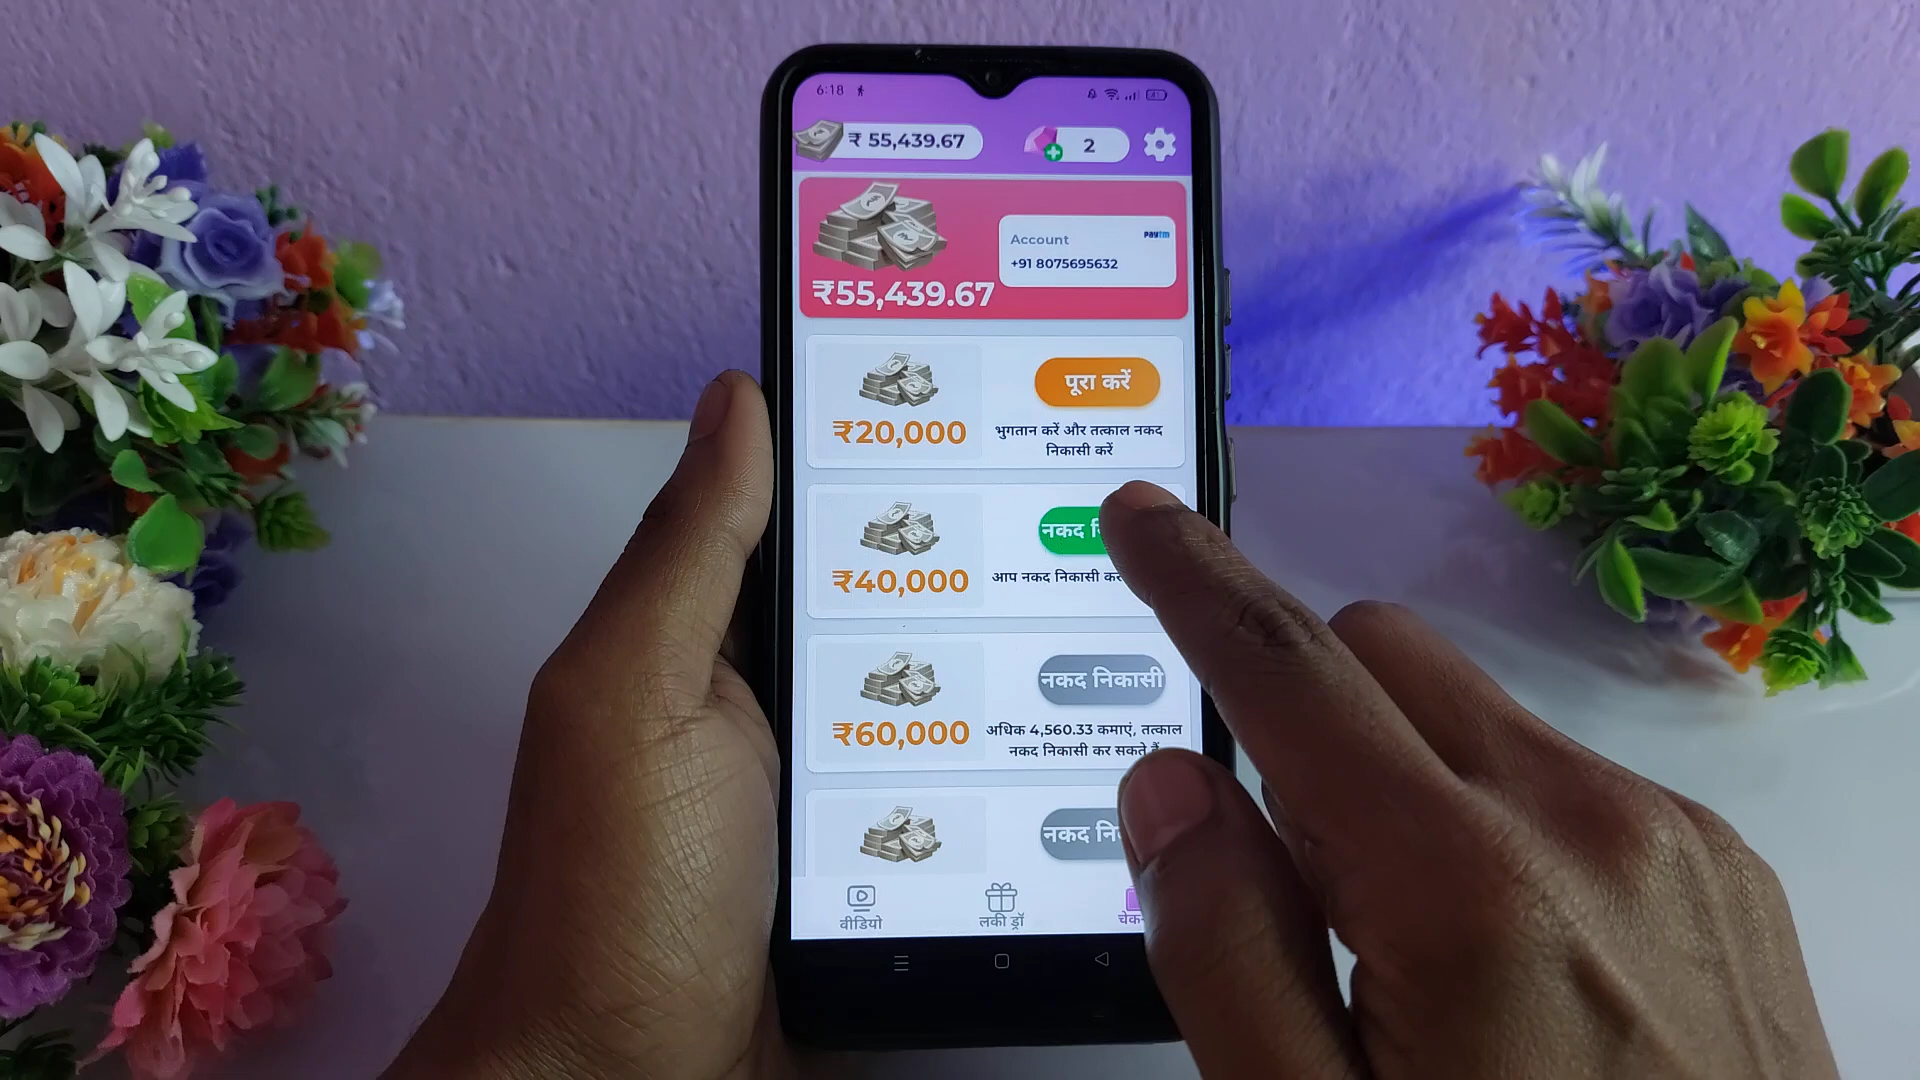 6:18
₹ 55,439.67
2
Account
paytm
+91 8075695632
₹55,439.67
पूरा करें
₹20,000
भुगतान करें और तत्काल नकद
निकासी करें
नकद
₹40,000
आप नकद निकासी कर
नकद निकासी
₹60,000
अधिक 4,560.33 कमाएं, तत्काल
नकद निकासी कर सकते हैं
नकद
वीडियो
लकी ड्रॉ